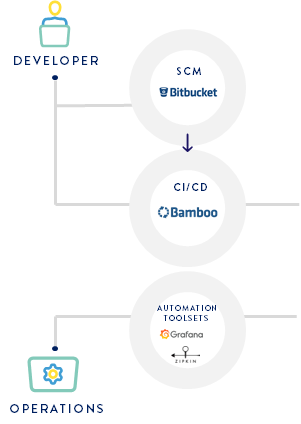 DEVELOPER
SCM
Bitbucket
CI/CD
Bamboo
AUTOMATION
TOOLSETS
Grafana
ZIPKIN
OPERATIONS